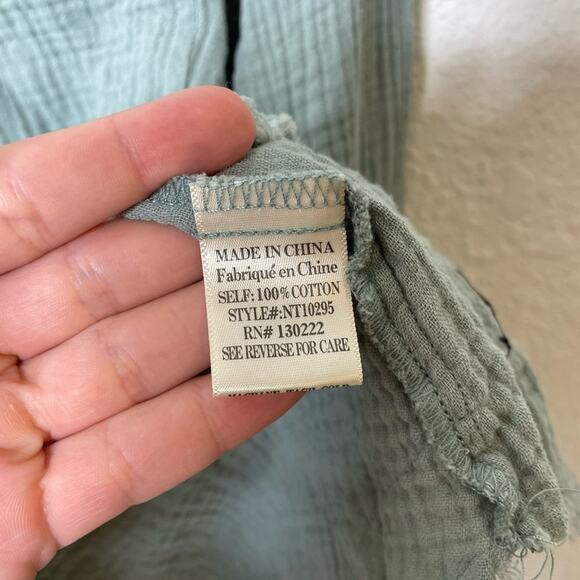 MADE IN CHINA
Fabriqué en Chine
SELF: 100% COTTON
STYLE#:NT10295
RN# 130222
SEE REVERSE FOR CARE